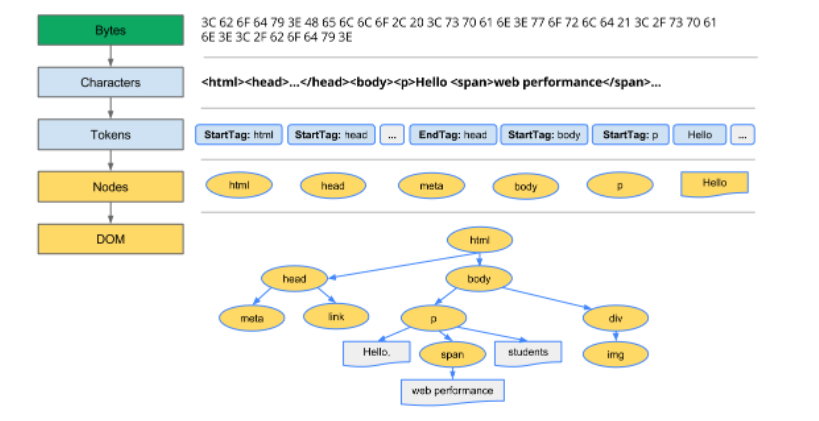 Bytes
3C 62 6F 64 79 3E 48 65 6C 6C 6F 2C 20 3C 73 70 61 6E 3E 77 6F 72 6C 64 21 3C 2F 73 70 61
6E 3E 3C 2F 62 6F 64 79 3E
Characters
<html><head>...</head><body><p>Hello <span>web performance</span>...
Tokens
StartTag: html StartTag: head ... EndTag: head StartTag: body StartTag: p Hello ...
Nodes
html head meta body p Hello
DOM
html
head body
meta link p div
Hello, span students img
web performance